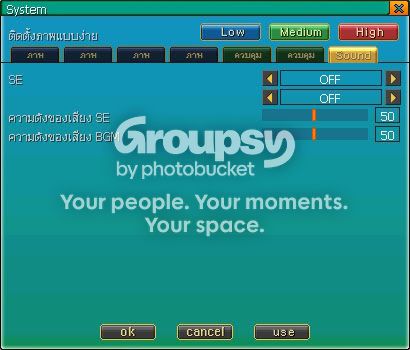 System
ติดตั้งภาพแบบง่าย Low Medium High
ภาพ ภาพ ภาพ ภาพ ควบคุม ควบคุม Sound
SE OFF
OFF
ความดังของเสียง SE 50
ความดังของเสียง BGM 50
Groupsy
by photobucket
Your people. Your moments.
Your space.
ok cancel use